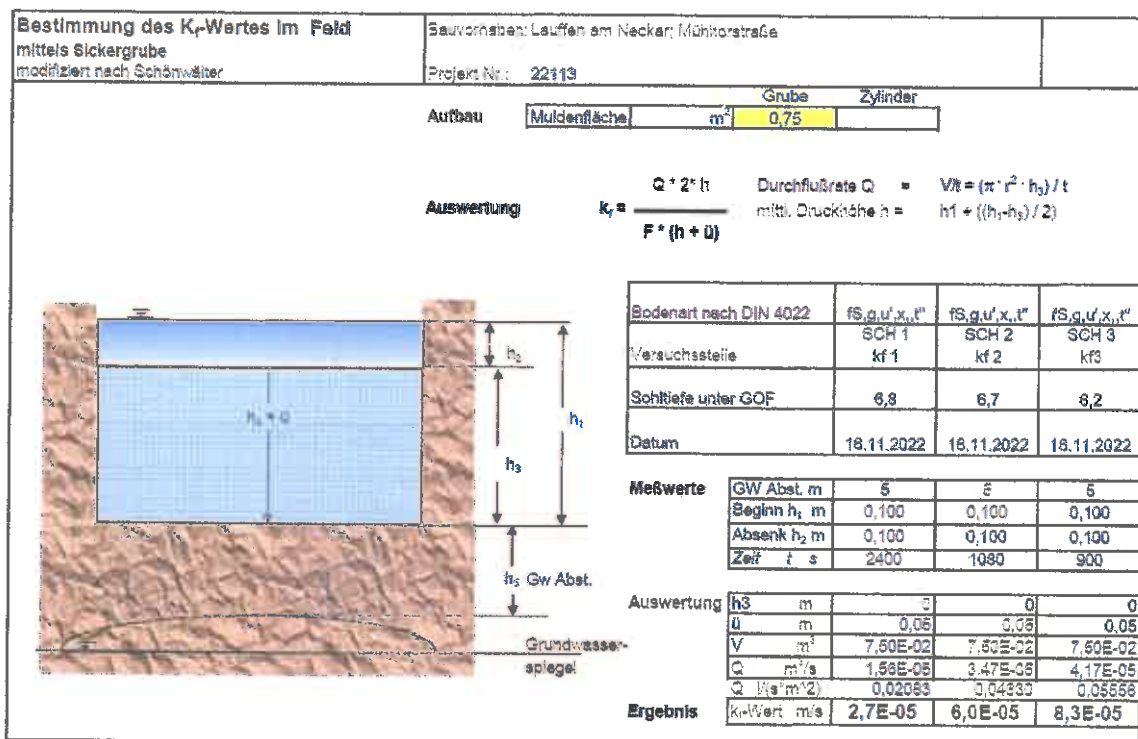 Bestimmung des Kf-Wertes im Feld
mittels Sickergrube
modifiziert nach Schönwälter
Bauvorhaben: Lauffen am Neckar; Mühltorstraße
Projekt Nr.: 22113
Grube Zylinder
Aufbau Muldenfläche m² 0,75
Auswertung kf = Q * 2* h
F * (h + ü)
Durchflußrate Q = V/t = (π * r² * h₃) / t
mittl. Druckhöhe h = h1 + ((h₁-h₃) / 2)
h₂
h₁
h₃
h₅ Gw Abst.
Grundwasser-
spiegel
Bodenart nach DIN 4022 fS,g,u',x,,t" fS,g,u',x,,t" fS,g,u',x,,t"
SCH 1 SCH 2 SCH 3
Versuchsstelle kf 1 kf 2 kf3
Sohltiefe unter GOF 6,8 6,7 6,2
Datum 16.11.2022 16.11.2022 16.11.2022
Meßwerte GW Abst. m 5 5 5
Beginn h₁ m 0,100 0,100 0,100
Absenk h₂ m 0,100 0,100 0,100
Zeit t s 2400 1080 900
Auswertung h3 m 0 0 0
ü m 0,05 0,05 0,05
V m³ 7,50E-02 7,50E-02 7,50E-02
Q m³/s 1,56E-05 3,47E-05 4,17E-05
Q l/(s*m^2) 0,02083 0,04630 0,05556
Ergebnis kf-Wert m/s 2,7E-05 6,0E-05 8,3E-05